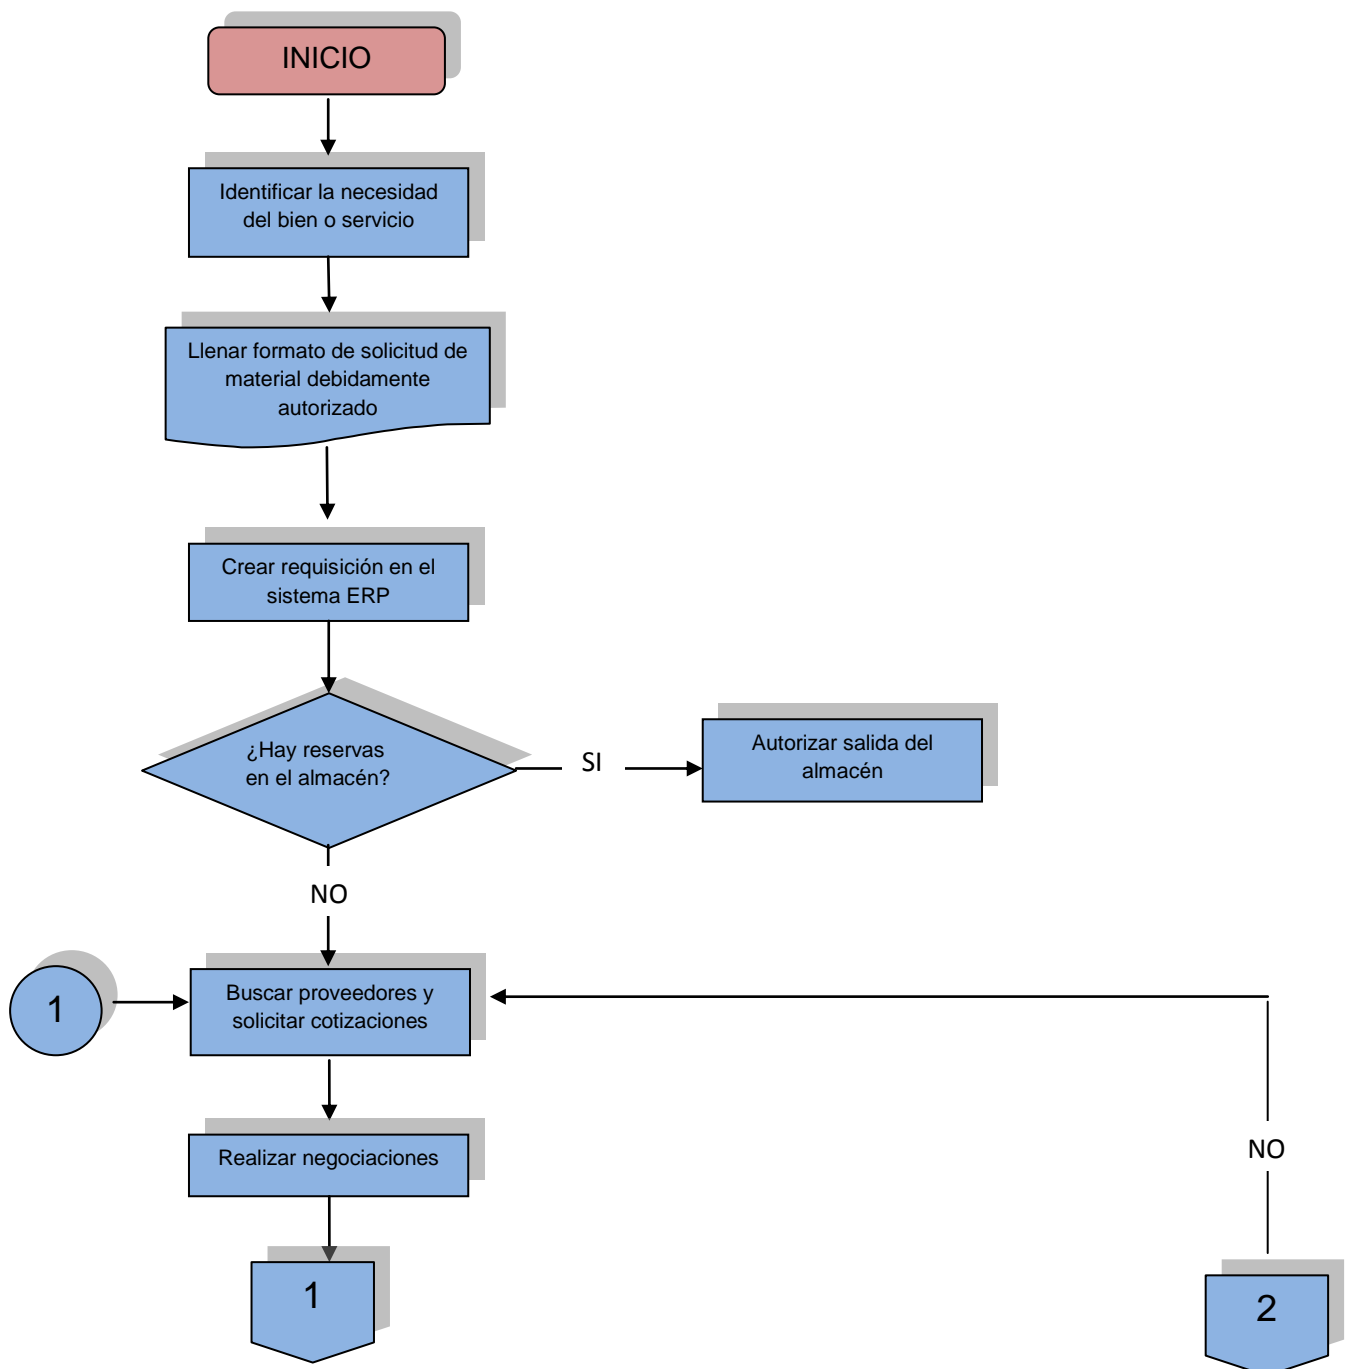 INICIO
Identificar la necesidad
del bien o servicio
Llenar formato de solicitud de
material debidamente
autorizado
Crear requisición en el
sistema ERP
¿Hay reservas
en el almacén?
SI
Autorizar salida del
almacén
NO
1
Buscar proveedores y
solicitar cotizaciones
Realizar negociaciones
NO
1
2